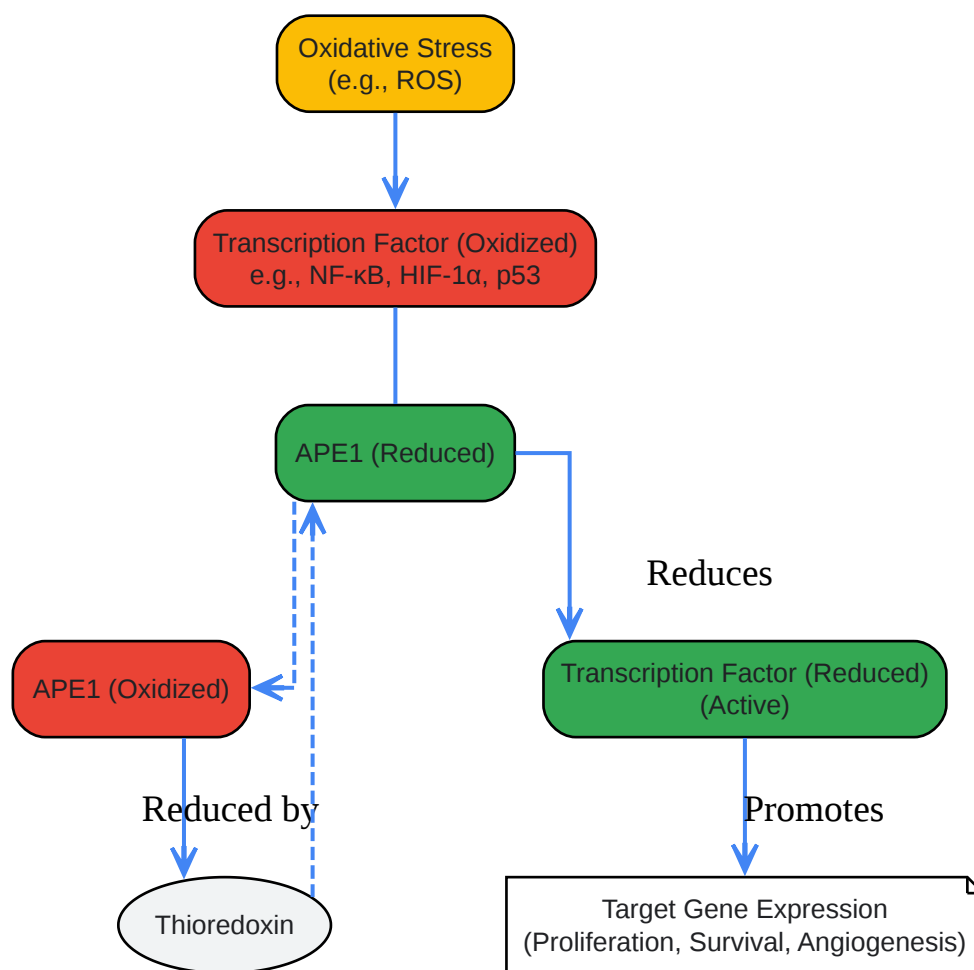 Oxidative Stress
(e.g., ROS)
Transcription Factor (Oxidized)
e.g., NF-κB, HIF-1α, p53
APE1 (Reduced)
Reduces
APE1 (Oxidized)
Transcription Factor (Reduced)
(Active)
Reduced by
Promotes
Thioredoxin
Target Gene Expression
(Proliferation, Survival, Angiogenesis)